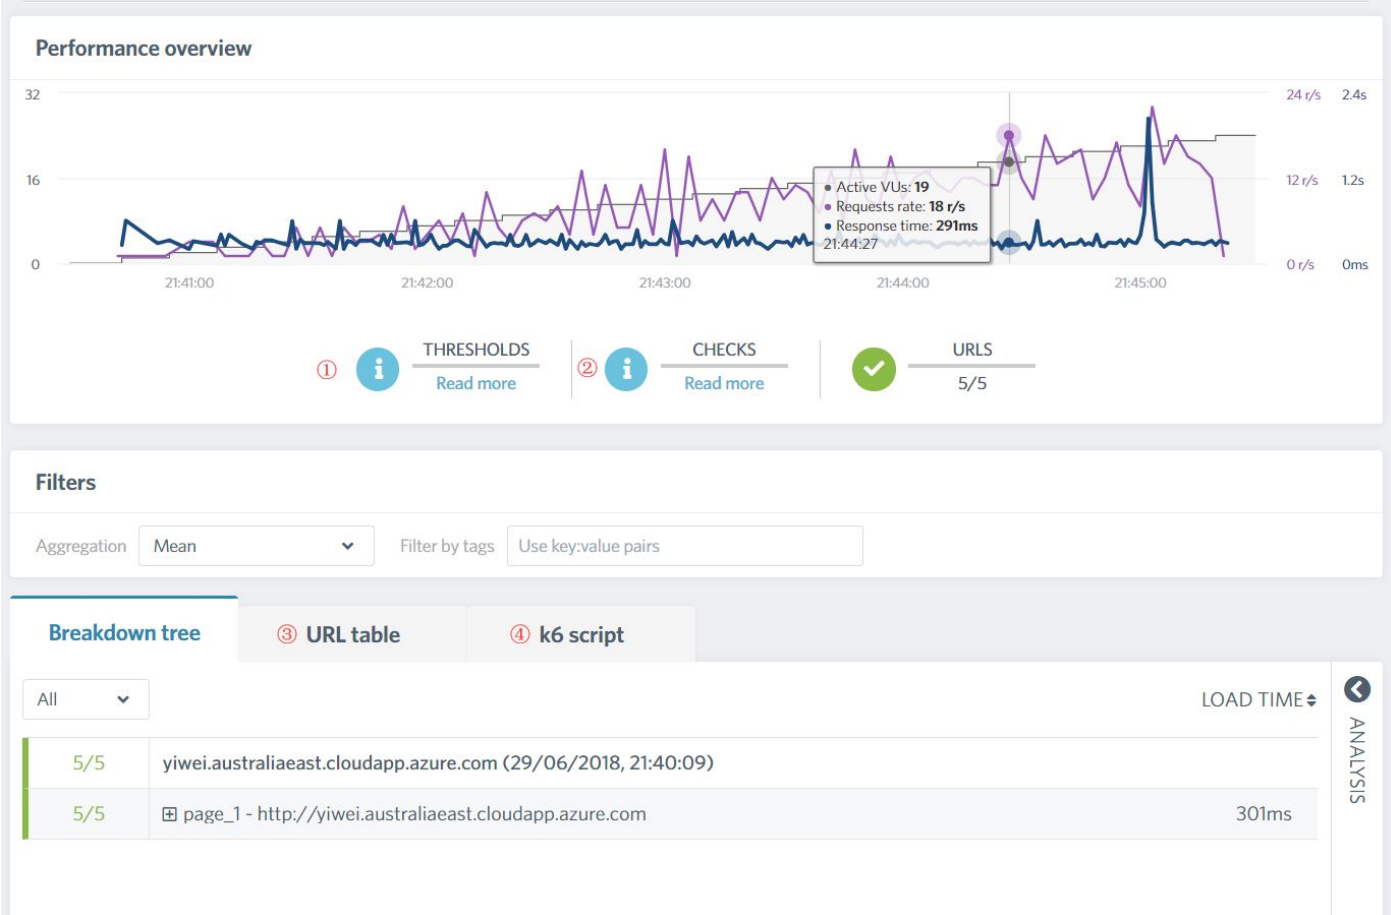 Performance overview
32
24 r/s 2.4s
16
12 r/s 1.2s
Active VUs: 19
Requests rate: 18 r/s
Response time: 291ms
21:44:27
0
0 r/s 0ms
21:41:00 21:42:00 21:43:00 21:44:00 21:45:00
① THRESHOLDS
Read more
② CHECKS
Read more
URLS
5/5
Filters
Aggregation Mean Filter by tags Use key:value pairs
Breakdown tree ③ URL table ④ k6 script
All LOAD TIME
ANALYSIS
5/5 yiwei.australiaeast.cloudapp.azure.com (29/06/2018, 21:40:09)
5/5 page_1 - http://yiwei.australiaeast.cloudapp.azure.com 301ms